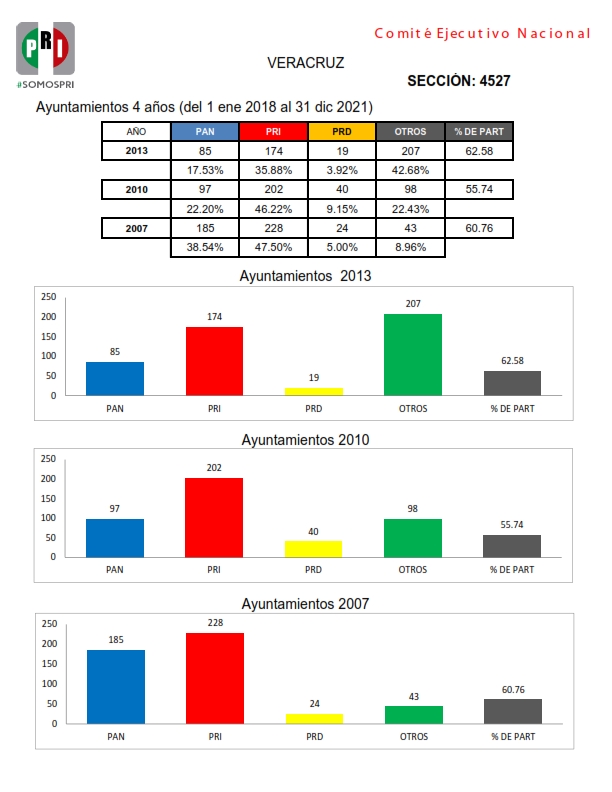 Comité Ejecutivo Nacional
PRI
#SOMOSPRI
VERACRUZ
SECCIÓN: 4527
Ayuntamientos 4 años (del 1 ene 2018 al 31 dic 2021)
AÑO PAN PRI PRD OTROS % DE PART
2013 85 174 19 207 62.58
17.53% 35.88% 3.92% 42.68%
2010 97 202 40 98 55.74
22.20% 46.22% 9.15% 22.43%
2007 185 228 24 43 60.76
38.54% 47.50% 5.00% 8.96%
Ayuntamientos 2013
250
200
150
100
50
0
85
174
19
207
62.58
PAN PRI PRD OTROS % DE PART
Ayuntamientos 2010
250
200
150
100
50
0
97
202
40
98
55.74
PAN PRI PRD OTROS % DE PART
Ayuntamientos 2007
250
200
150
100
50
0
185
228
24
43
60.76
PAN PRI PRD OTROS % DE PART